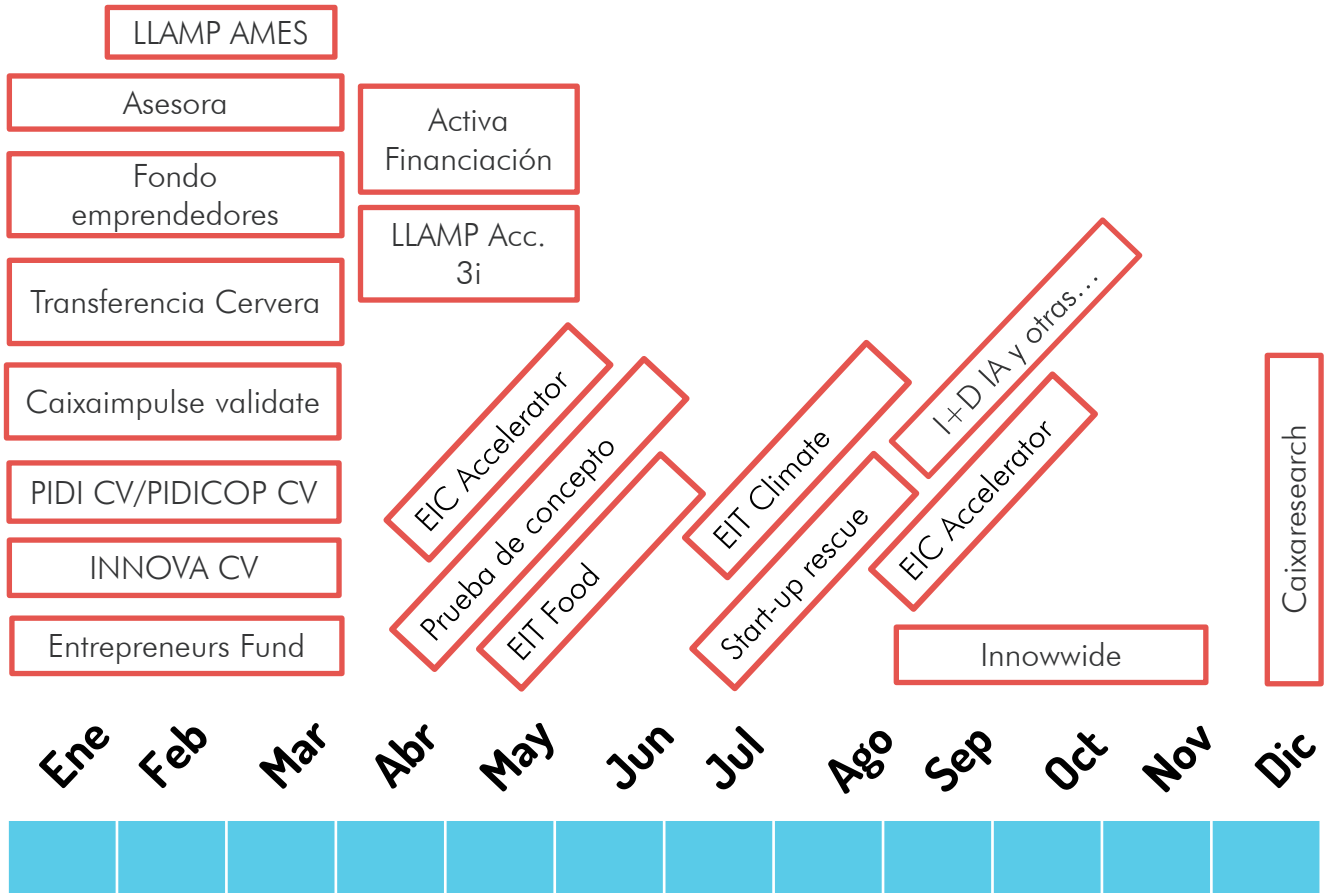 LLAMP AMES
Asesora
Fondo
emprendedores
Transferencia Cervera
Caixaimpulse validate
PIDI CV/PIDICOP CV
INNOVA CV
Entrepreneurs Fund
Activa
Financiación
LLAMP Acc.
3i
EIC Accelerator
Prueba de concepto
EIT Food
EIT Climate
Start-up rescue
I+D IA y otras...
EIC Accelerator
Innowwide
Caixaresearch
Ene
Feb
Mar
Abr
May
Jun
Jul
Ago
Sep
Oct
Nov
Dic